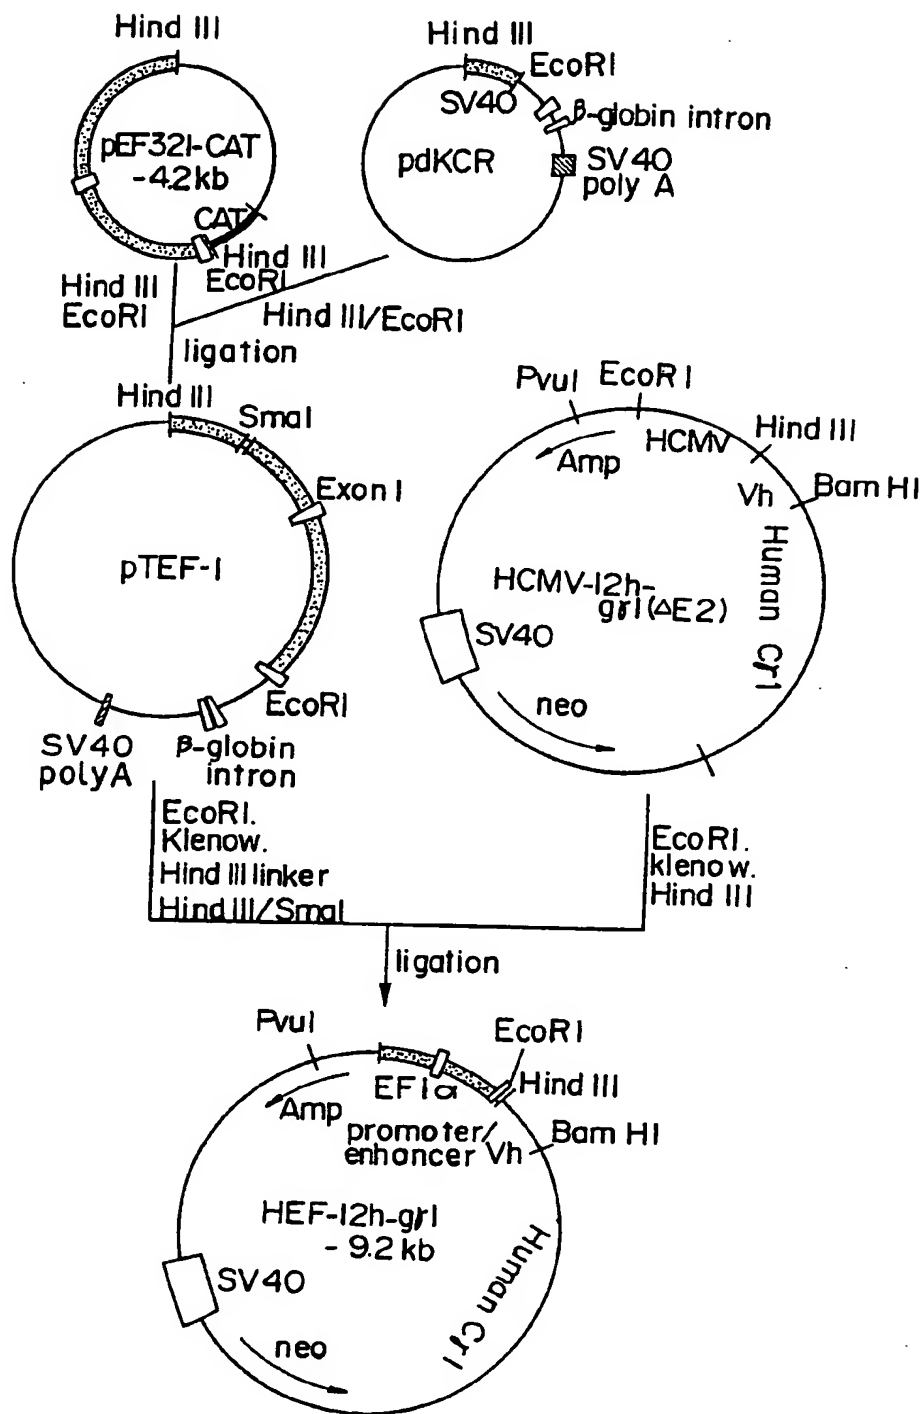 Hind III
pEF321-CAT
-4.2kb
CAT
Hind III
EcoRI
Hind III
EcoRI
SV40
β-globin intron
pdKCR
SV40
poly A
Hind III
EcoRI
Hind III/EcoRI
ligation
Hind III
SmaI
Exon I
pTEF-1
EcoRI
SV40
polyA
β-globin
intron
PvuI
EcoRI
HCMV
Hind III
Amp
Vh
Bam HI
Human Cγ1
HCMV-12h-
gγ1(ΔE2)
SV40
neo
EcoRI.
Klenow.
Hind III linker
Hind III/SmaI
EcoRI.
klenow.
Hind III
ligation
PvuI
EcoRI
Hind III
EF1α
Amp
promoter/
enhancer
Vh
Bam HI
HEF-12h-gγ1
- 9.2 kb
Human Cγ1
SV40
neo